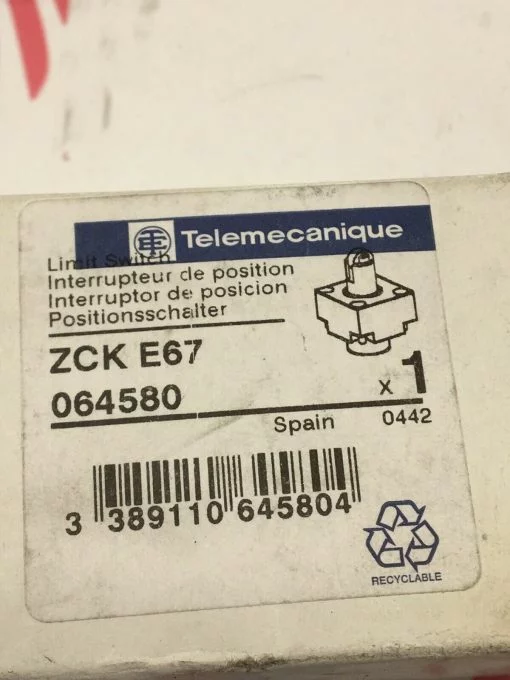 Telemecanique
Limit Switch
Interrupteur de position
Interruptor de posicion
Positionsschalter
ZCK E67
064580
x 1
Spain
0442
3 389110 645804
RECYCLABLE